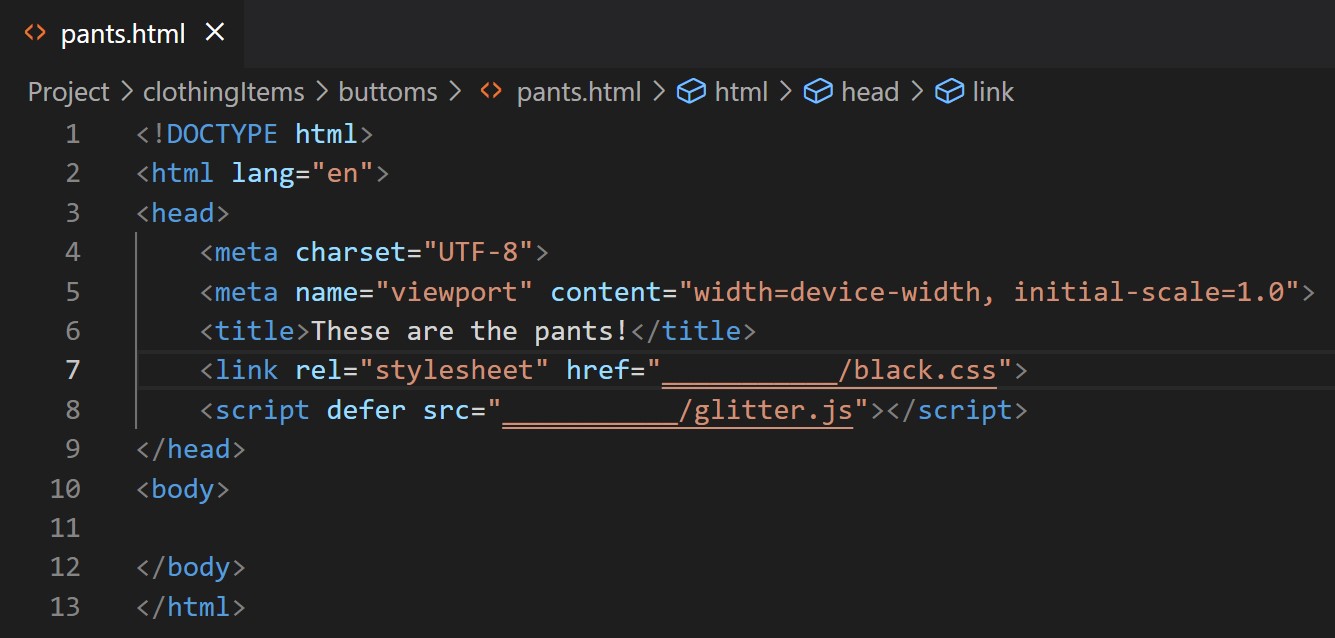 pants.html
Project > clothingItems > buttoms > pants.html > html > head > link
1 <!DOCTYPE html>
2 <html lang="en">
3 <head>
4     <meta charset="UTF-8">
5     <meta name="viewport" content="width=device-width, initial-scale=1.0">
6     <title>These are the pants!</title>
7     <link rel="stylesheet" href="___________/black.css">
8     <script defer src="___________/glitter.js"></script>
9 </head>
10 <body>
11
12 </body>
13 </html>